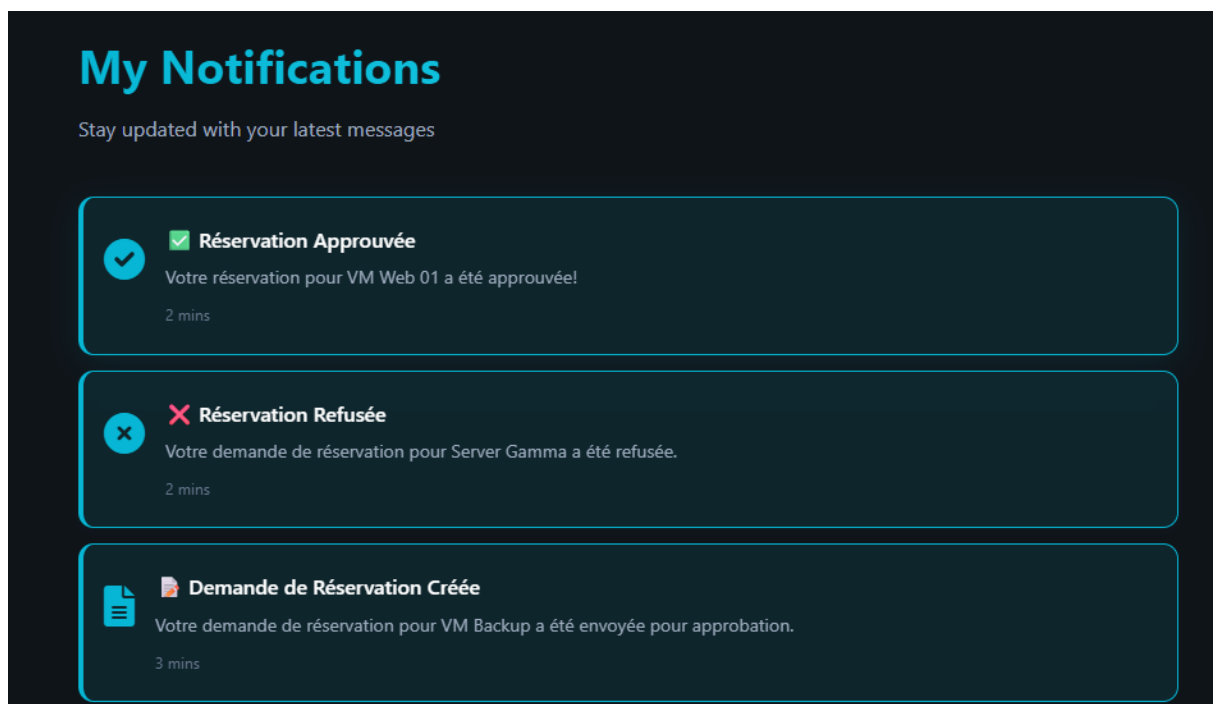 My Notifications
Stay updated with your latest messages
✅ Réservation Approuvée
Votre réservation pour VM Web 01 a été approuvée!
2 mins
❌ Réservation Refusée
Votre demande de réservation pour Server Gamma a été refusée.
2 mins
📝 Demande de Réservation Créée
Votre demande de réservation pour VM Backup a été envoyée pour approbation.
3 mins